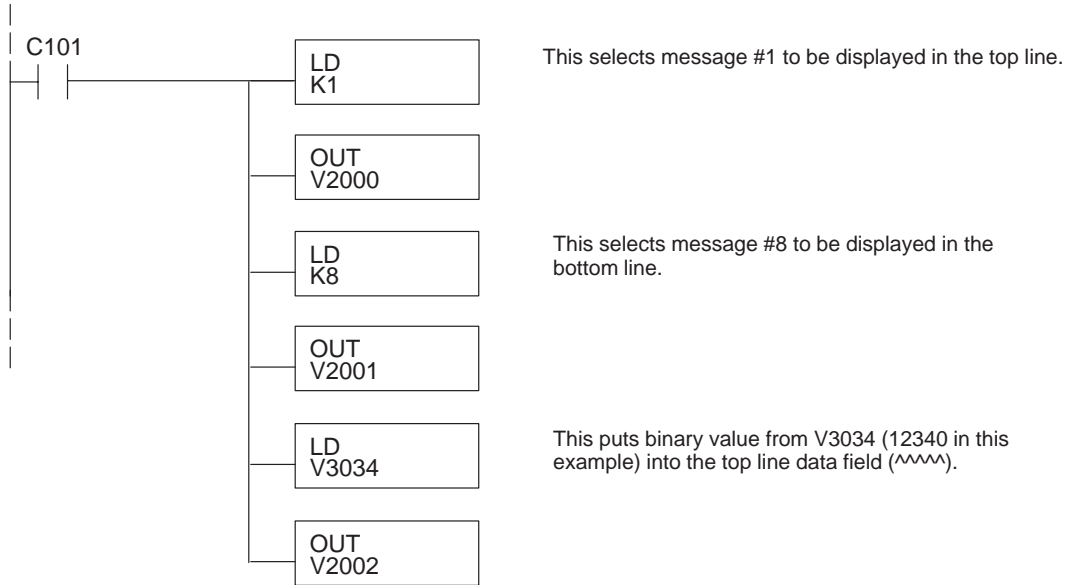 C101
LD
K1
This selects message #1 to be displayed in the top line.
OUT
V2000
LD
K8
This selects message #8 to be displayed in the
bottom line.
OUT
V2001
LD
V3034
This puts binary value from V3034 (12340 in this
example) into the top line data field (^^^^^).
OUT
V2002